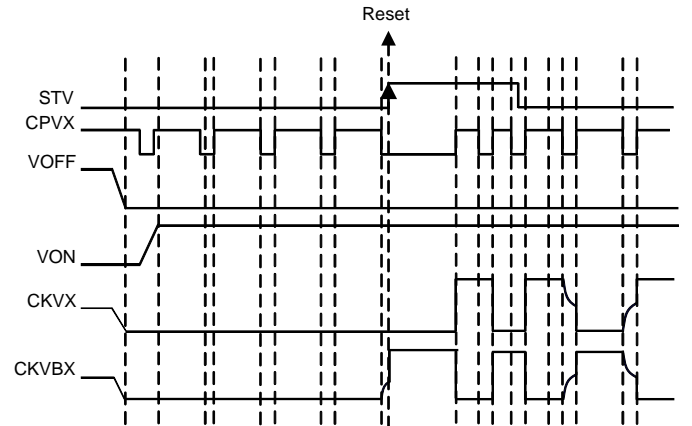 Reset
STV
CPVX
VOFF
VON
CKVX
CKVBX